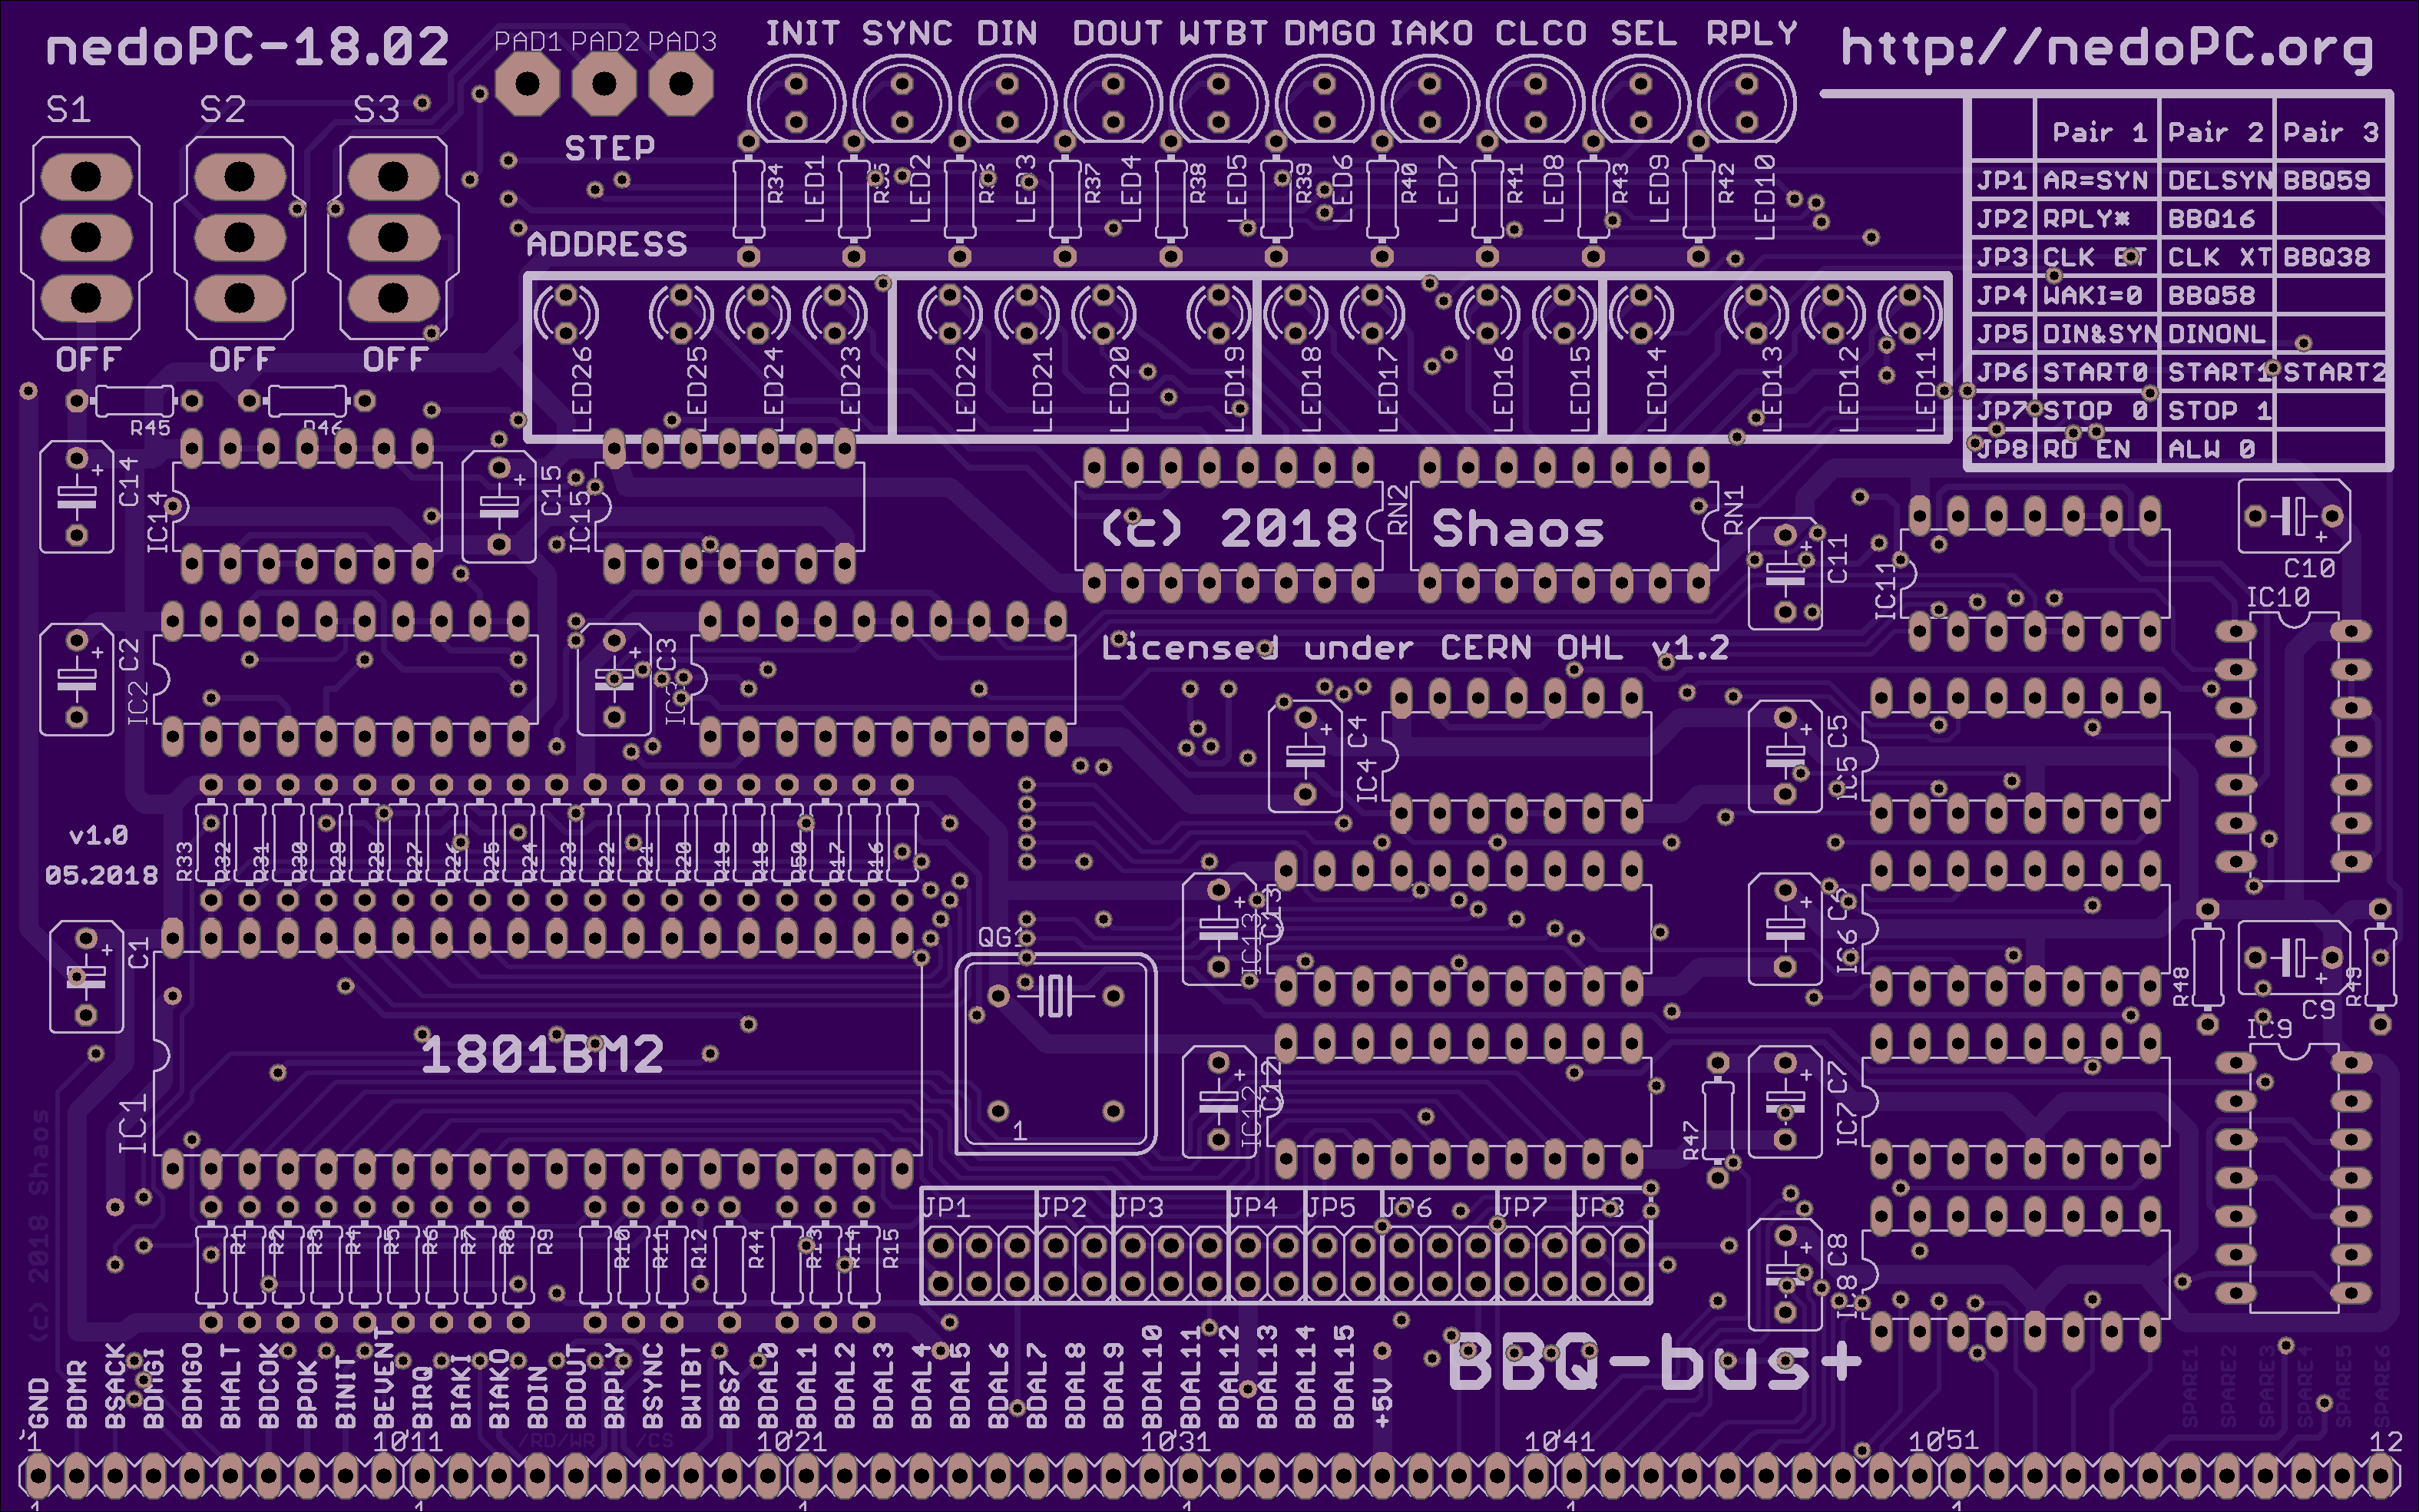 nedoPC-18.02
PAD1 PAD2 PAD3
INIT SYNC DIN DOUT WTBT DMGO IAKO CLCO SEL RPLY
http://nedoPC.org
S1 S2 S3
STEP
R34 LED1 R35 LED2 R36 LED3 R37 LED4 R38 LED5 R39 LED6 R40 LED7 R41 LED8 R43 LED9 R42 LED10
Pair 1 Pair 2 Pair 3
JP1 AR=SYN DELSYN BBQ59
JP2 RPLY* BBQ16
JP3 CLK ET CLK XT BBQ38
JP4 WAKI=0 BBQ58
JP5 DIN&SYN DINONL
JP6 START0 START1 START2
JP7 STOP 0 STOP 1
JP8 RD EN ALW 0
ADDRESS
OFF OFF OFF
LED26 LED25 LED24 LED23 LED22 LED21 LED20 LED19 LED18 LED17 LED16 LED15 LED14 LED13 LED12 LED11
R45 R46
C14 IC14 C15 IC15
(c) 2018 RN2 Shaos RN1
C11 IC11 C10
IC10
Licensed under CERN OHL v1.2
C2 IC2 C3 IC3
C4 IC4 C5 IC5
v1.0
05.2018
R33 R32 R31 R30 R29 R28 R27 R26 R25 R24 R23 R22 R21 R20 R19 R18 R50 R17 R16
C1 QG1 C13 IC13 C6 IC6 R48 C9 R49
IC9
1801BM2
IC1
1
C12 IC12 R47 C7 IC7
(c) 2018 Shaos
JP1 JP2 JP3 JP4 JP5 JP6 JP7 JP8
R1 R2 R3 R4 R5 R6 R7 R8 R9 R10 R11 R12 R44 R13 R14 R15
C8 IC8
BBQ-bus+
GND BDMR BSACK BDMGI BDMGO BHALT BDCOK BPOK BINIT BEVENT BIRQ BIAKI BIAKO BDIN BDOUT BRPLY BSYNC BWTBT BBS7 BDAL0 BDAL1 BDAL2 BDAL3 BDAL4 BDAL5 BDAL6 BDAL7 BDAL8 BDAL9 BDAL10 BDAL11 BDAL12 BDAL13 BDAL14 BDAL15 +5V
SPARE1 SPARE2 SPARE3 SPARE4 SPARE5 SPARE6
/RD/WR /CS
1 10 11 10 21 10 31 10 41 10 51 12
1 1 1 1 1 1